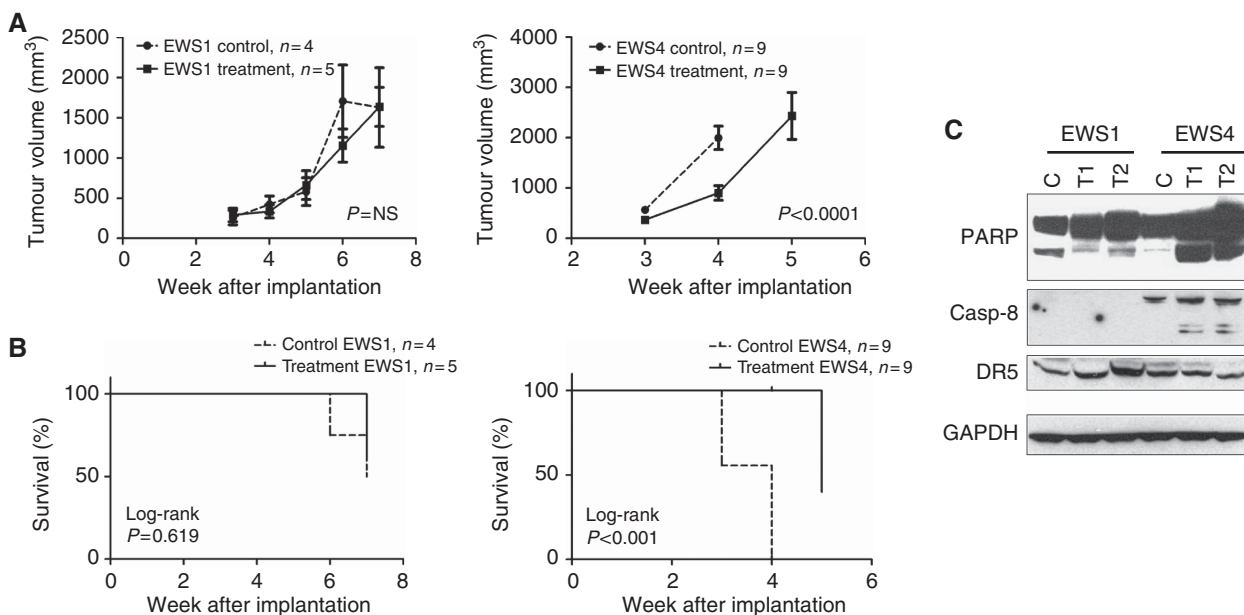 A
Tumour volume (mm³)
2500
2000
1500
1000
500
0
EWS1 control, n=4
EWS1 treatment, n=5
P=NS
0 2 4 6 8
Week after implantation
Tumour volume (mm³)
4000
3000
2000
1000
0
EWS4 control, n=9
EWS4 treatment, n=9
P<0.0001
2 3 4 5 6
Week after implantation
B
Control EWS1, n=4
Treatment EWS1, n=5
Survival (%)
100
50
0
Log-rank
P=0.619
0 2 4 6 8
Week after implantation
Control EWS4, n=9
Treatment EWS4, n=9
Survival (%)
100
50
0
Log-rank
P<0.001
0 2 4 6
Week after implantation
C
EWS1 EWS4
C T1 T2 C T1 T2
PARP
Casp-8
DR5
GAPDH